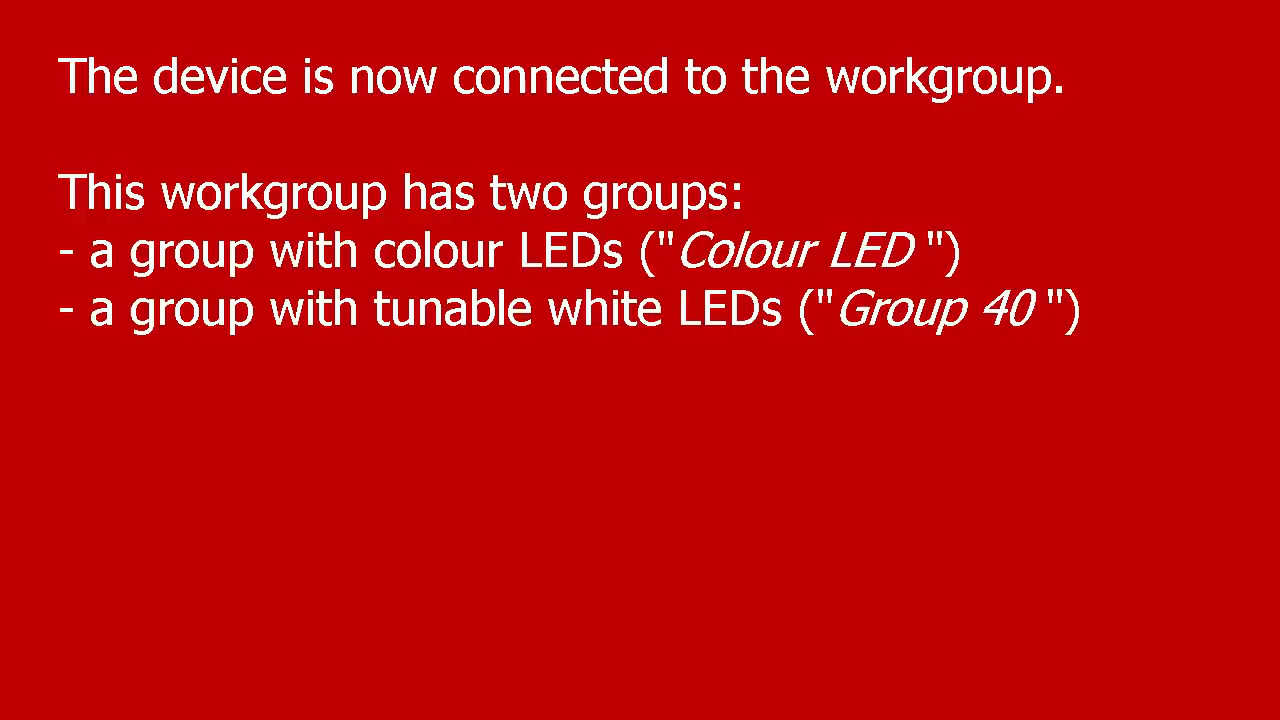 The device is now connected to the workgroup.
This workgroup has two groups:
- a group with colour LEDs ("Colour LED ")
- a group with tunable white LEDs ("Group 40 ")